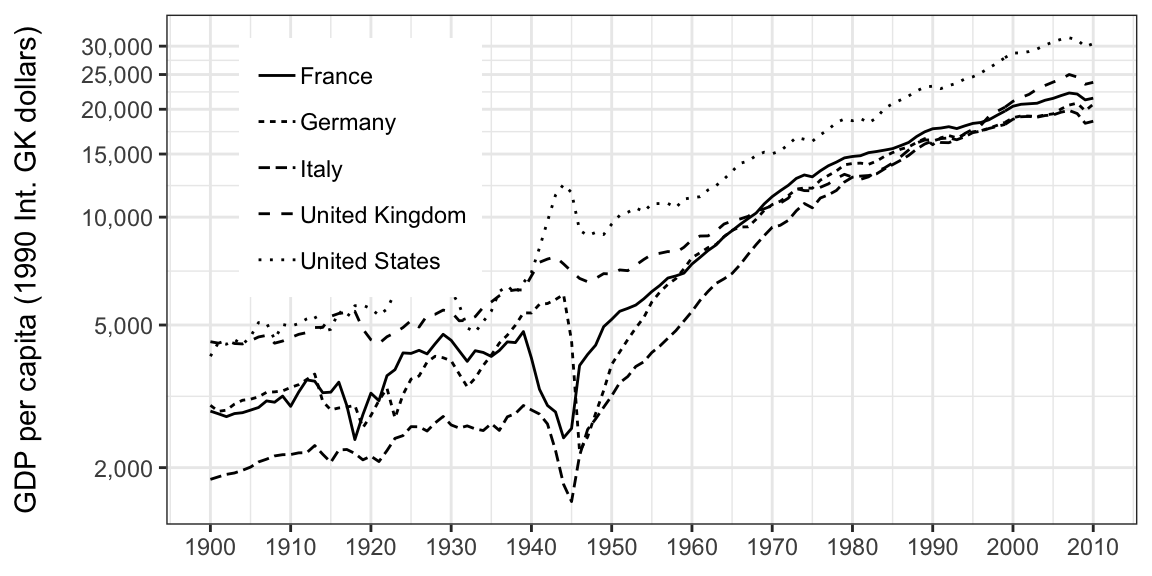 GDP per capita (1990 Int. GK dollars)
30,000
25,000
20,000
15,000
10,000
5,000
2,000
France
Germany
Italy
United Kingdom
United States
1900 1910 1920 1930 1940 1950 1960 1970 1980 1990 2000 2010